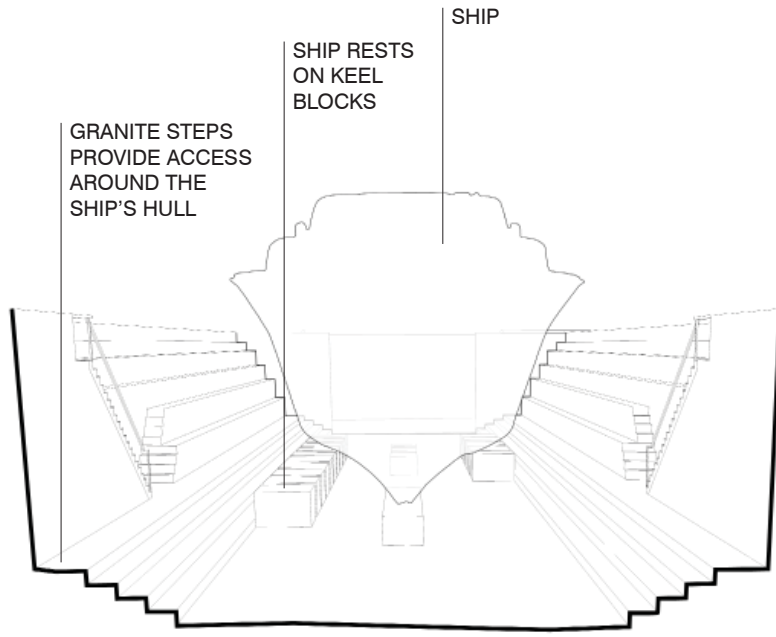 SHIP
SHIP RESTS
ON KEEL
BLOCKS
GRANITE STEPS
PROVIDE ACCESS
AROUND THE
SHIP'S HULL